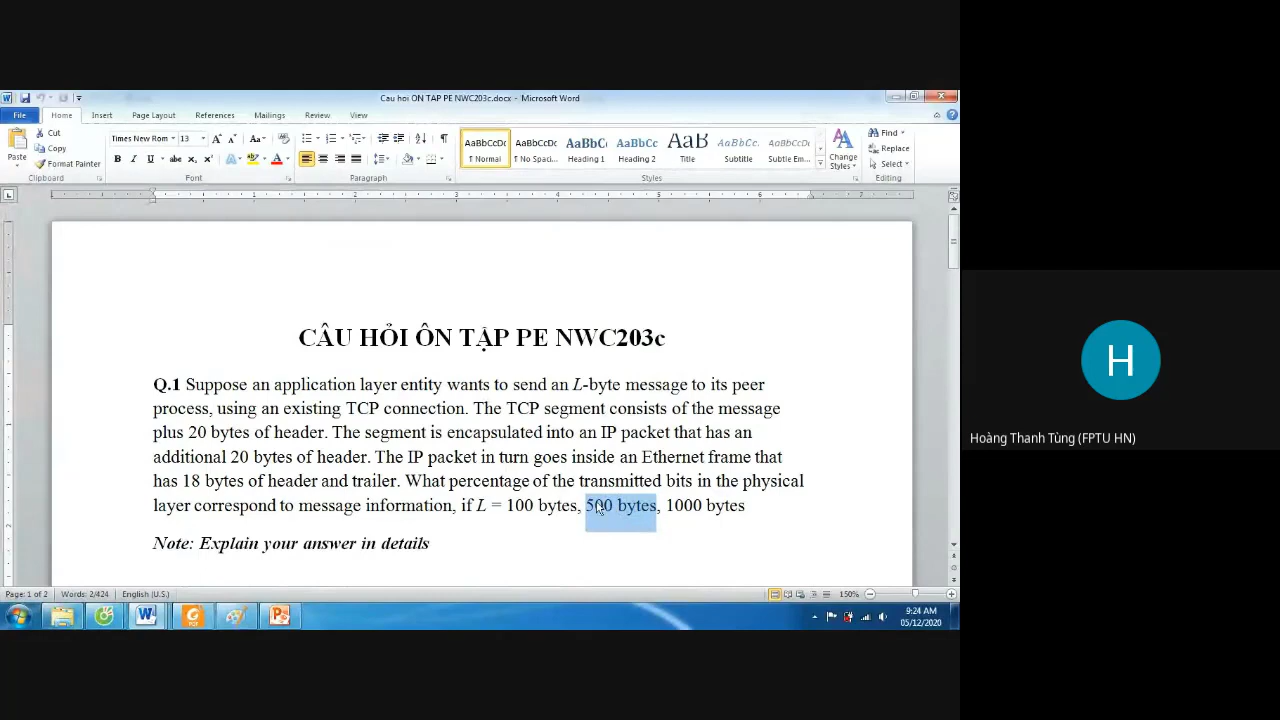 Cau hoi ON TAP PE NWC203c.docx - Microsoft Word
File Home Insert Page Layout References Mailings Review View
Cut
Copy
Format Painter
Paste
Times New Rom 13
AaBbCcDc AaBbCcDc AaBbC AaBbCc AaB AaBbCc. AaBbCcDc
¶ Normal ¶ No Spaci... Heading 1 Heading 2 Title Subtitle Subtle Em...
Change
Styles
Find
Replace
Select
Clipboard Font Paragraph Styles Editing
1 2 3 4 5 6 7
CÂU HỎI ÔN TẬP PE NWC203c
Q.1 Suppose an application layer entity wants to send an L-byte message to its peer
process, using an existing TCP connection. The TCP segment consists of the message
plus 20 bytes of header. The segment is encapsulated into an IP packet that has an
additional 20 bytes of header. The IP packet in turn goes inside an Ethernet frame that
has 18 bytes of header and trailer. What percentage of the transmitted bits in the physical
layer correspond to message information, if L = 100 bytes, 500 bytes, 1000 bytes
Note: Explain your answer in details
Page: 1 of 2 Words: 2/424 English (U.S.) 150%
9:24 AM
05/12/2020
H
Hoàng Thanh Tùng (FPTU HN)